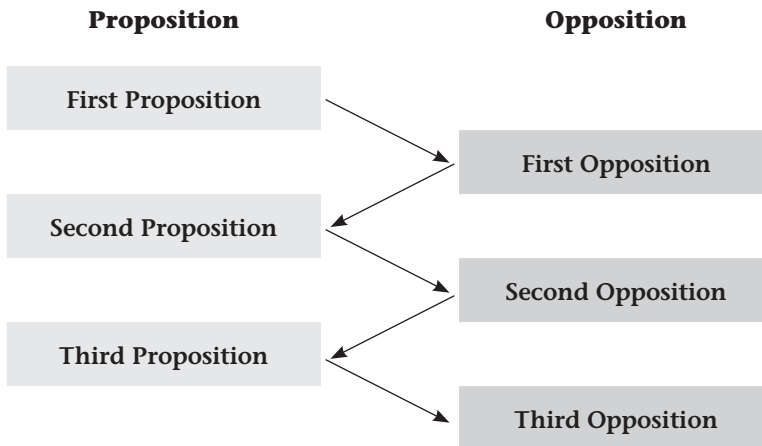 Proposition
Opposition
First Proposition
First Opposition
Second Proposition
Second Opposition
Third Proposition
Third Opposition